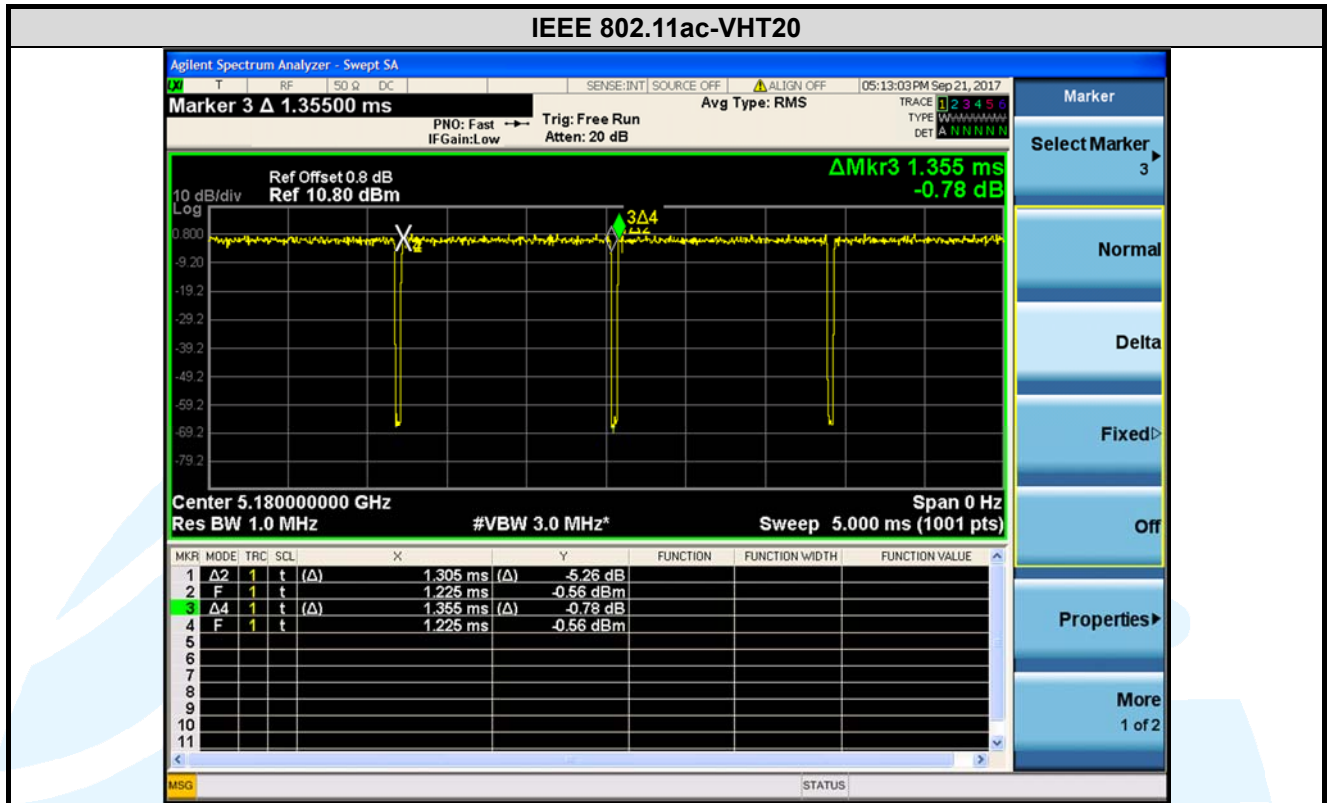 IEEE 802.11ac-VHT20
Agilent Spectrum Analyzer - Swept SA
LXI T RF 50 Ω DC SENSE:INT SOURCE OFF ALIGN OFF 05:13:03 PM Sep 21, 2017
Marker 3 Δ 1.35500 ms
PNO: Fast
IFGain:Low
Trig: Free Run
Atten: 20 dB
Avg Type: RMS
TRACE 1 2 3 4 5 6
TYPE WWWWWW
DET A N N N N N
ΔMkr3 1.355 ms
-0.78 dB
Ref Offset 0.8 dB
10 dB/div Ref 10.80 dBm
Log
3Δ4
0.800
-9.20
-19.2
-29.2
-39.2
-49.2
-59.2
-69.2
-79.2
Center 5.180000000 GHz Span 0 Hz
Res BW 1.0 MHz #VBW 3.0 MHz* Sweep 5.000 ms (1001 pts)
MKR MODE TRC SCL X Y FUNCTION FUNCTION WIDTH FUNCTION VALUE
1 Δ2 1 t (Δ) 1.305 ms (Δ) -5.26 dB
2 F 1 t 1.225 ms -0.56 dBm
3 Δ4 1 t (Δ) 1.355 ms (Δ) -0.78 dB
4 F 1 t 1.225 ms -0.56 dBm
5
6
7
8
9
10
11
MSG STATUS
Marker
Select Marker
3
Normal
Delta
Fixed
Off
Properties
More
1 of 2